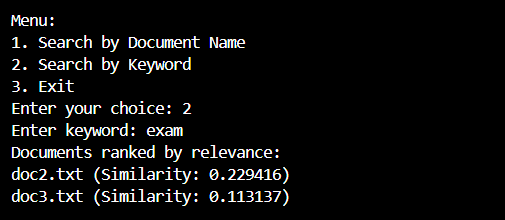 Menu:
1. Search by Document Name
2. Search by Keyword
3. Exit
Enter your choice: 2
Enter keyword: exam
Documents ranked by relevance:
doc2.txt (Similarity: 0.229416)
doc3.txt (Similarity: 0.113137)